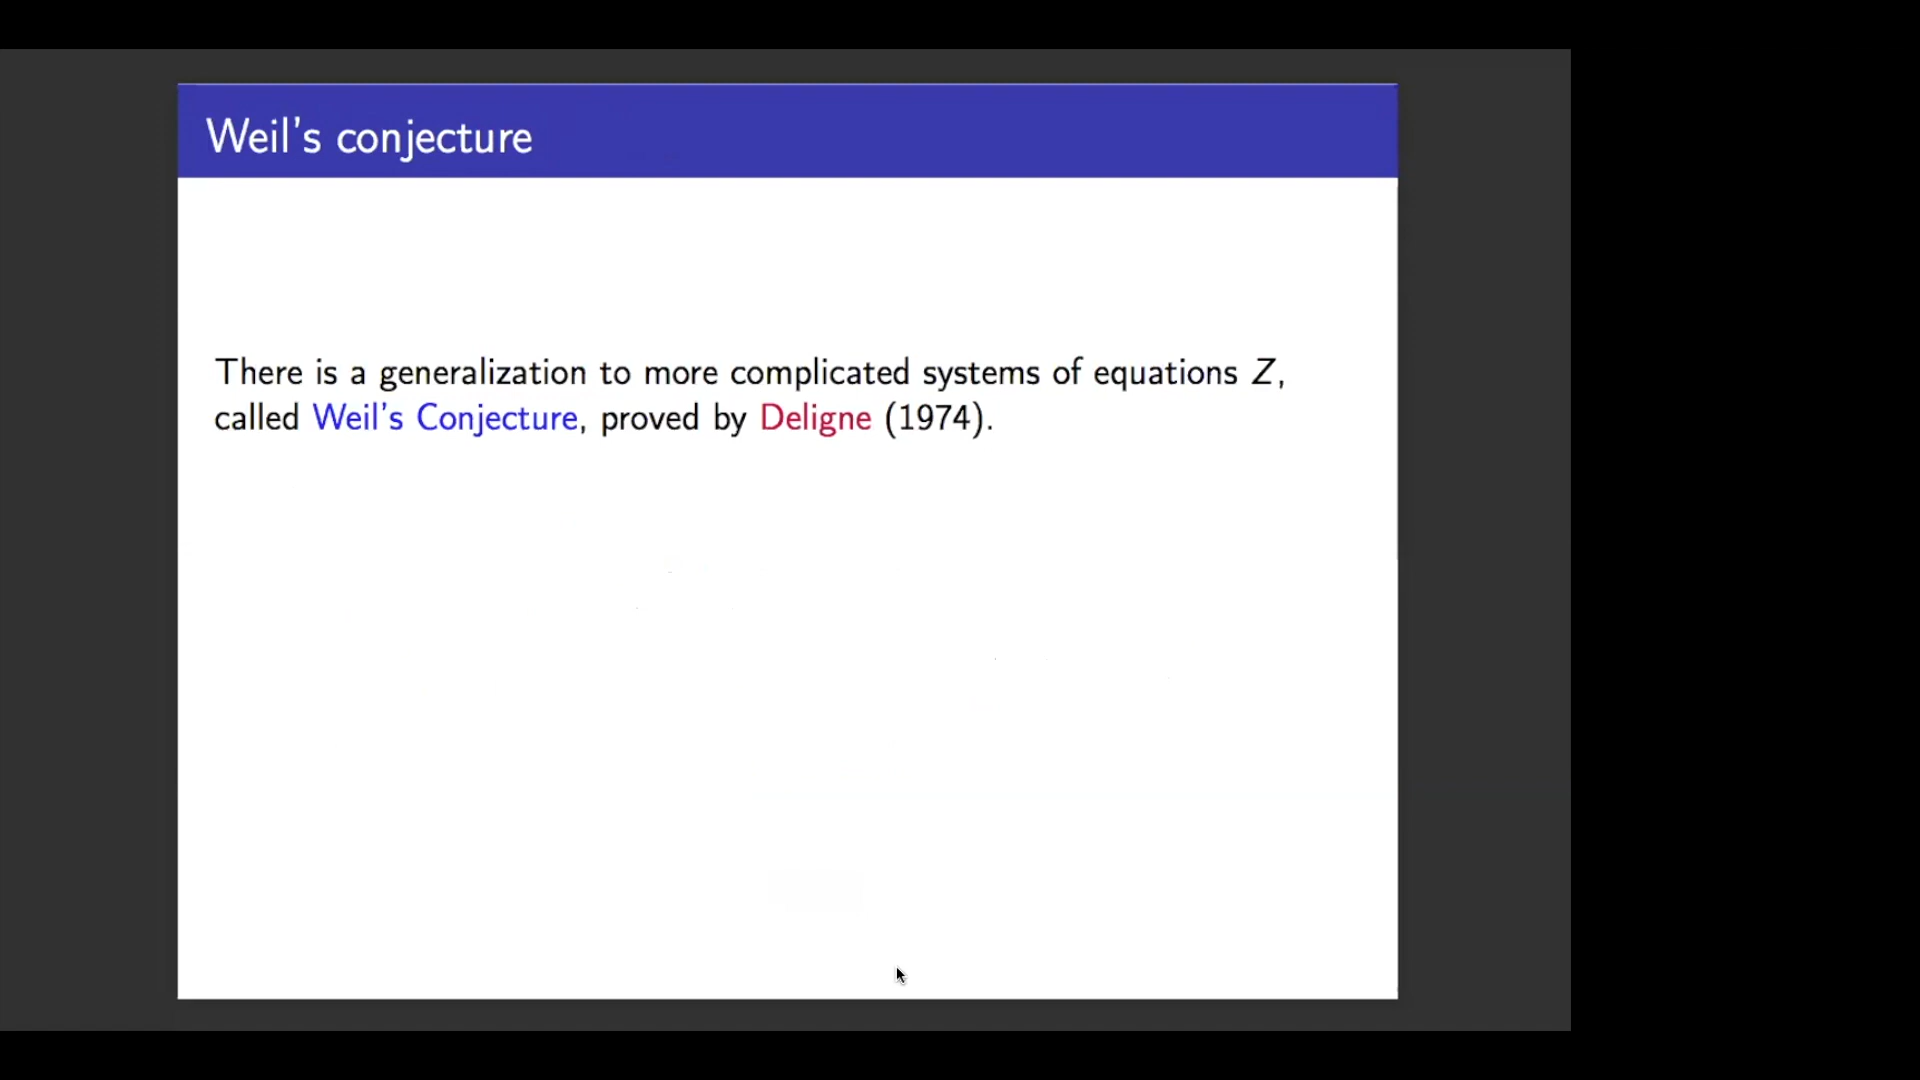 Weil's conjecture
There is a generalization to more complicated systems of equations Z,
called Weil's Conjecture, proved by Deligne (1974).